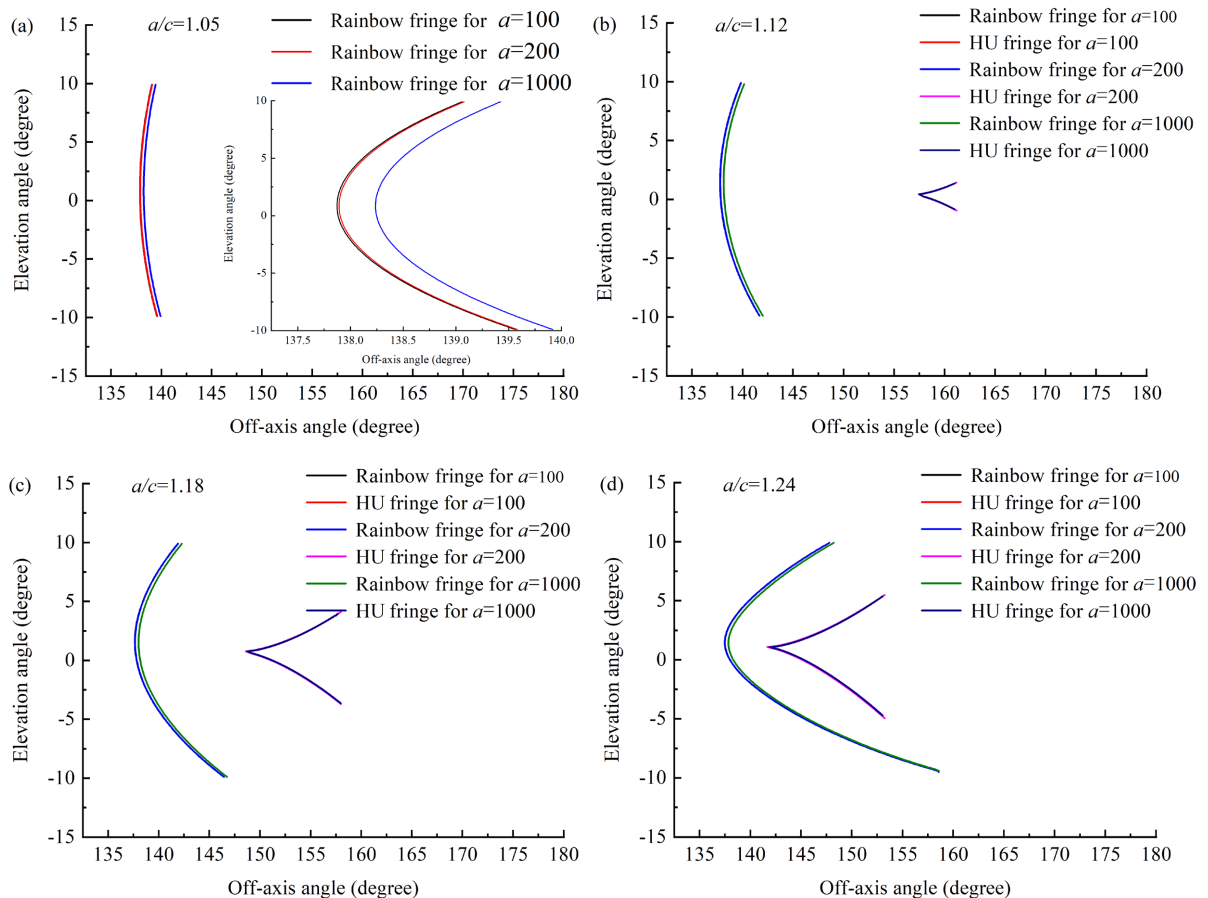 (a)
a/c=1.05
Rainbow fringe for a=100
Rainbow fringe for a=200
Rainbow fringe for a=1000
15
10
5
0
-5
-10
-15
Elevation angle (degree)
135 140 145 150 155 160 165 170 175 180
Off-axis angle (degree)
10
5
0
-5
-10
Elevation angle (degree)
137.5 138.0 138.5 139.0 139.5 140.0
Off-axis angle (degree)
(b)
a/c=1.12
Rainbow fringe for a=100
HU fringe for a=100
Rainbow fringe for a=200
HU fringe for a=200
Rainbow fringe for a=1000
HU fringe for a=1000
15
10
5
0
-5
-10
-15
Elevation angle (degree)
135 140 145 150 155 160 165 170 175 180
Off-axis angle (degree)
(c)
a/c=1.18
Rainbow fringe for a=100
HU fringe for a=100
Rainbow fringe for a=200
HU fringe for a=200
Rainbow fringe for a=1000
HU fringe for a=1000
15
10
5
0
-5
-10
-15
Elevation angle (degree)
135 140 145 150 155 160 165 170 175 180
Off-axis angle (degree)
(d)
a/c=1.24
Rainbow fringe for a=100
HU fringe for a=100
Rainbow fringe for a=200
HU fringe for a=200
Rainbow fringe for a=1000
HU fringe for a=1000
15
10
5
0
-5
-10
-15
Elevation angle (degree)
135 140 145 150 155 160 165 170 175 180
Off-axis angle (degree)